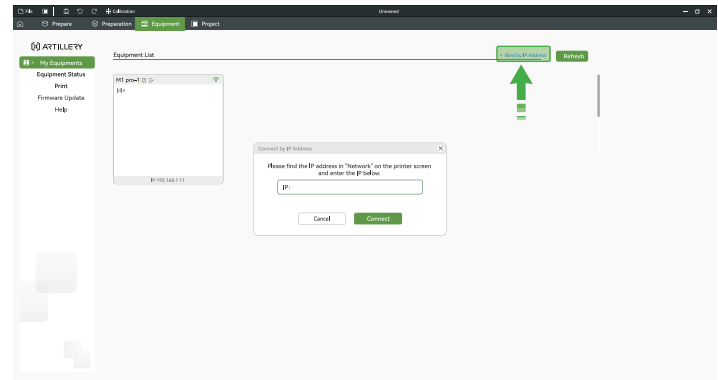 File
Calibration
Unnamed
Prepare
Preparation
Equipment
Project
ARTILLERY
My Equipments
Equipment Status
Print
Firmware Update
Help
Equipment List
+ Bind by IP Address
Refresh
M1 pro-1
Idle
IP:192.168.1.11
Connect by IP Address
Please find the IP address in "Network" on the printer screen
and enter the IP below.
IP:
Cancel
Connect